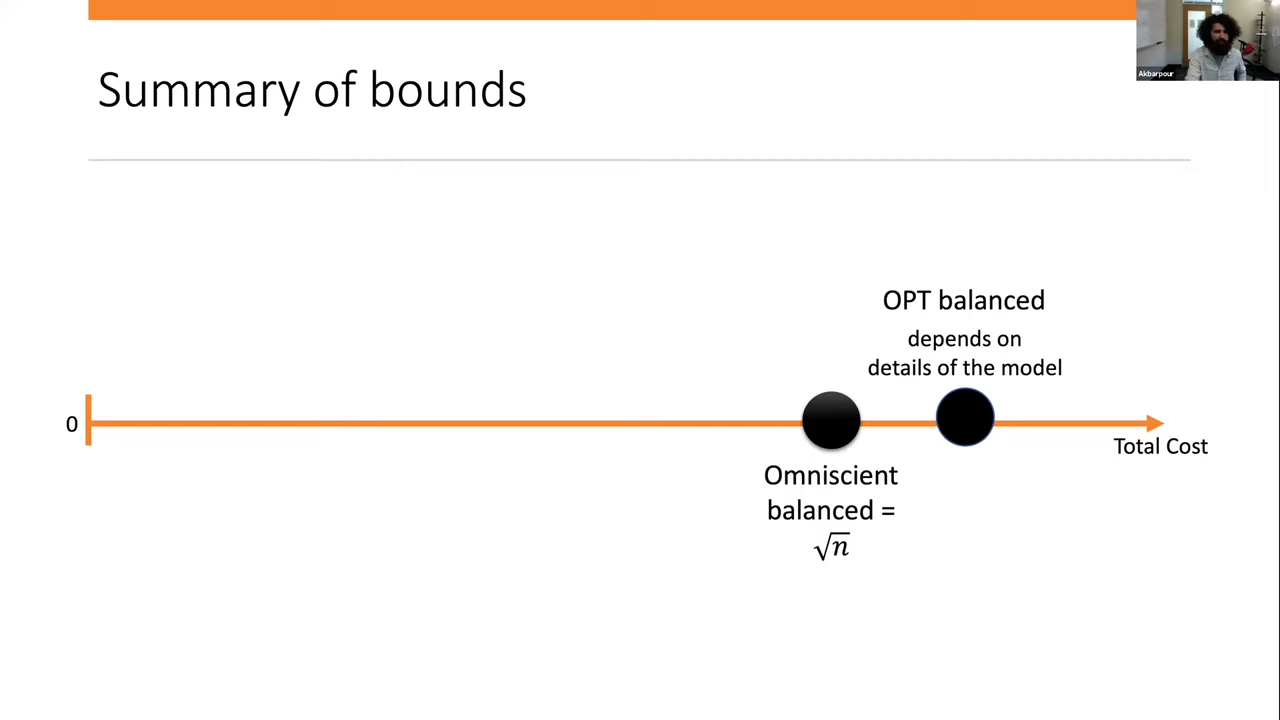 Akbarpour
Summary of bounds
OPT balanced
depends on
details of the model
0
Total Cost
Omniscient
balanced =
√n